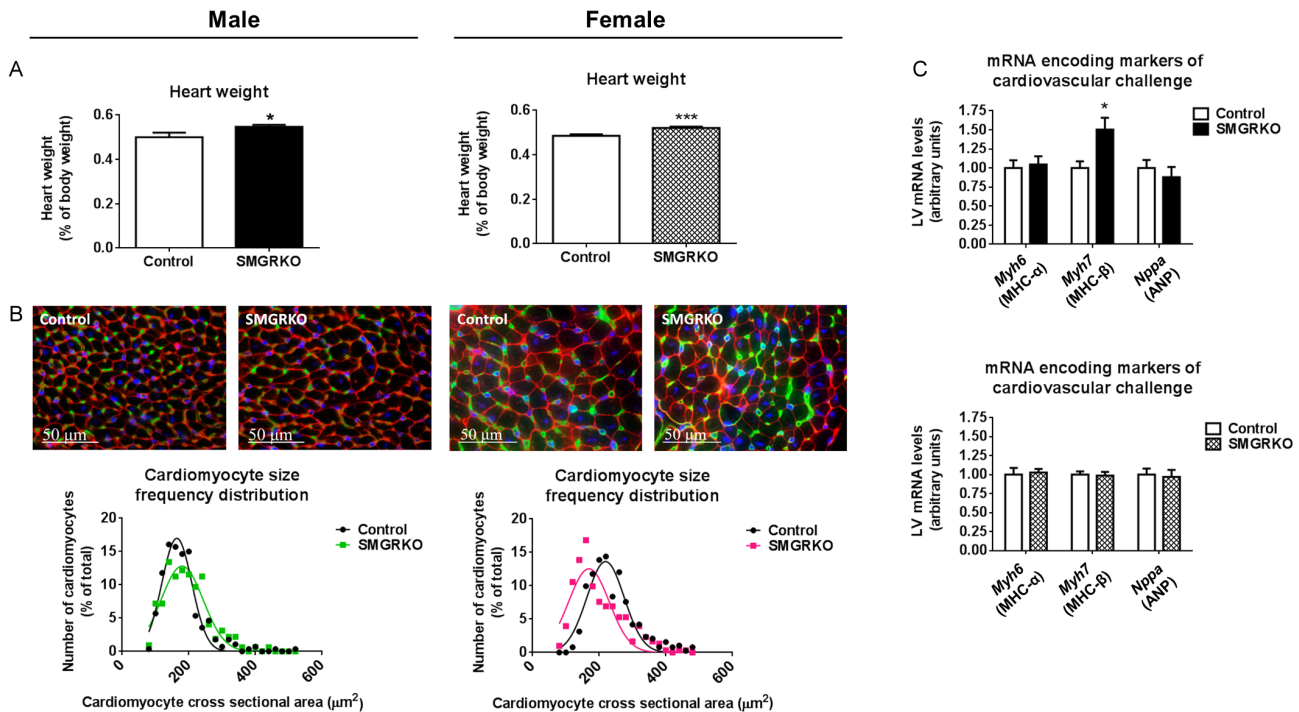 Male
Female
A
Heart weight
Heart weight
(% of body weight)
0.6
0.4
0.2
0.0
*
Control
SMGRKO
Heart weight
Heart weight
(% of body weight)
0.6
0.4
0.2
0.0
***
Control
SMGRKO
B
Control
50 μm
SMGRKO
50 μm
Control
50 μm
SMGRKO
50 μm
Cardiomyocyte size
frequency distribution
Number of cardiomyocytes
(% of total)
20
15
10
5
0
0
200
400
600
Control
SMGRKO
Cardiomyocyte cross sectional area (μm²)
Cardiomyocyte size
frequency distribution
Number of cardiomyocytes
(% of total)
20
15
10
5
0
0
200
400
600
Control
SMGRKO
Cardiomyocyte cross sectional area (μm²)
C
mRNA encoding markers of
cardiovascular challenge
LV mRNA levels
(arbitrary units)
1.75
1.50
1.25
1.00
0.75
0.50
0.25
0.00
*
Control
SMGRKO
Myh6
(MHC-α)
Myh7
(MHC-β)
Nppa
(ANP)
mRNA encoding markers of
cardiovascular challenge
LV mRNA levels
(arbitrary units)
1.75
1.50
1.25
1.00
0.75
0.50
0.25
0.00
Control
SMGRKO
Myh6
(MHC-α)
Myh7
(MHC-β)
Nppa
(ANP)